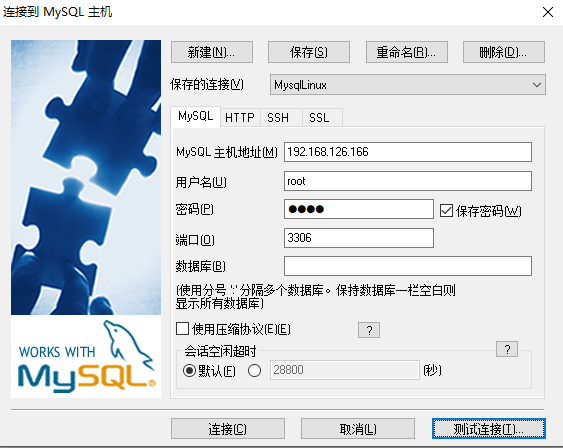 连接到 MySQL 主机
新建(N)... 保存(S) 重命名(R)... 删除(D)...
保存的连接(V) MysqlLinux
MySQL HTTP SSH SSL
MySQL 主机地址(M) 192.168.126.166
用户名(U) root
密码(P) ●●●● 保存密码(W)
端口(O) 3306
数据库(B)
(使用分号 ';' 分隔多个数据库。保持数据库一栏空白则
显示所有数据库)
使用压缩协议(E)(E) ?
会话空闲超时 ?
默认(F) 28800 (秒)
WORKS WITH
MySQL®
连接(C) 取消(L) 测试连接(T)...